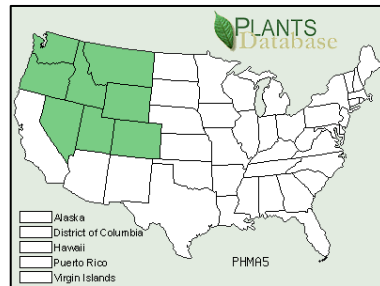 PLANTS
Database
Alaska
District of Columbia
Hawaii
Puerto Rico
Virgin Islands
PHMA5